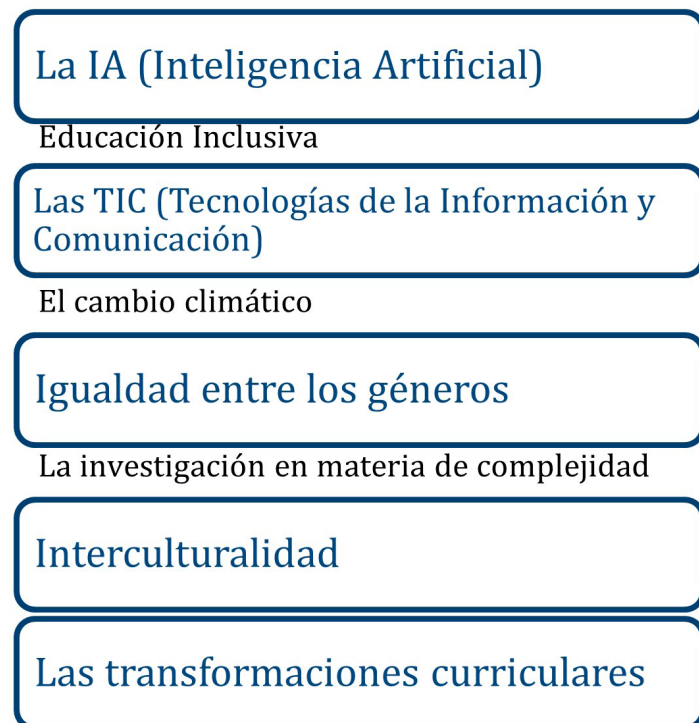 La IA (Inteligencia Artificial)
Educación Inclusiva
Las TIC (Tecnologías de la Información y
Comunicación)
El cambio climático
Igualdad entre los géneros
La investigación en materia de complejidad
Interculturalidad
Las transformaciones curriculares